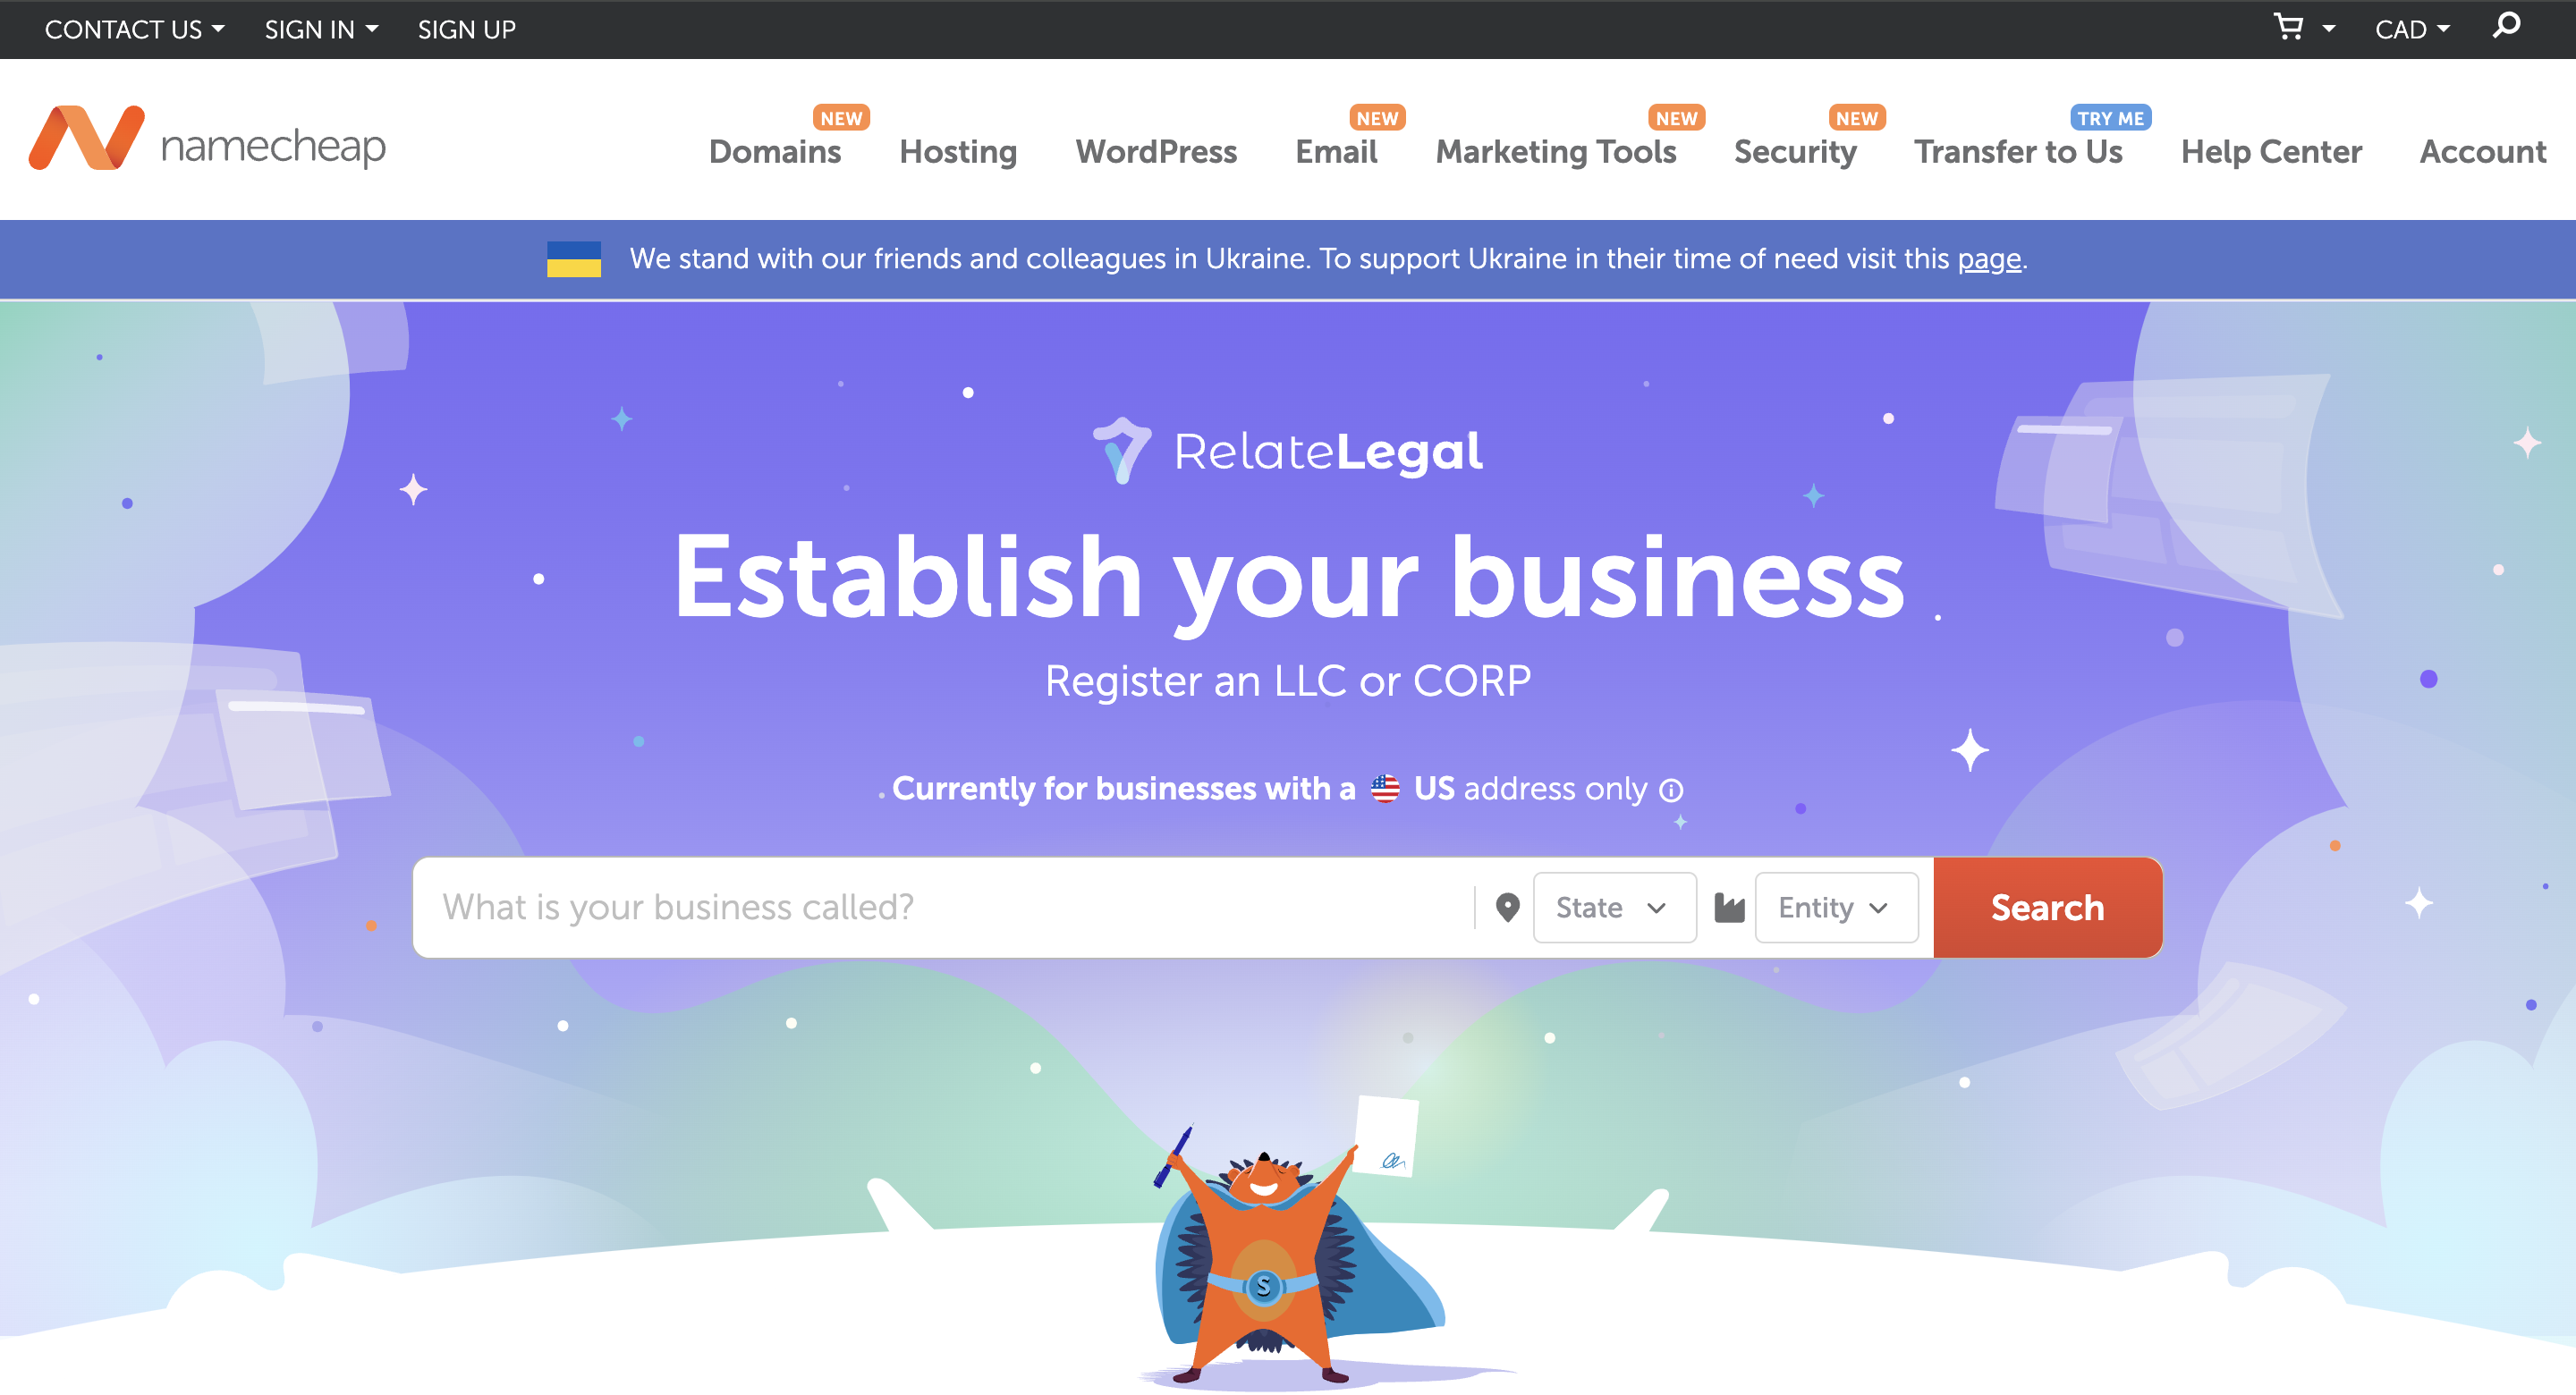 CONTACT US SIGN IN SIGN UP CAD
namecheap
NEW NEW NEW NEW TRY ME
Domains Hosting WordPress Email Marketing Tools Security Transfer to Us Help Center Account
We stand with our friends and colleagues in Ukraine. To support Ukraine in their time of need visit this page.
RelateLegal
Establish your business
Register an LLC or CORP
Currently for businesses with a US address only
What is your business called? State Entity Search
S